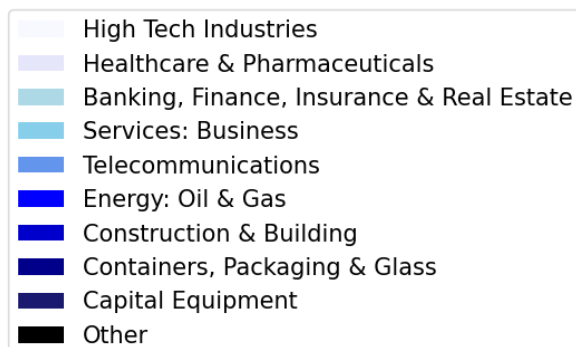 High Tech Industries
Healthcare & Pharmaceuticals
Banking, Finance, Insurance & Real Estate
Services: Business
Telecommunications
Energy: Oil & Gas
Construction & Building
Containers, Packaging & Glass
Capital Equipment
Other